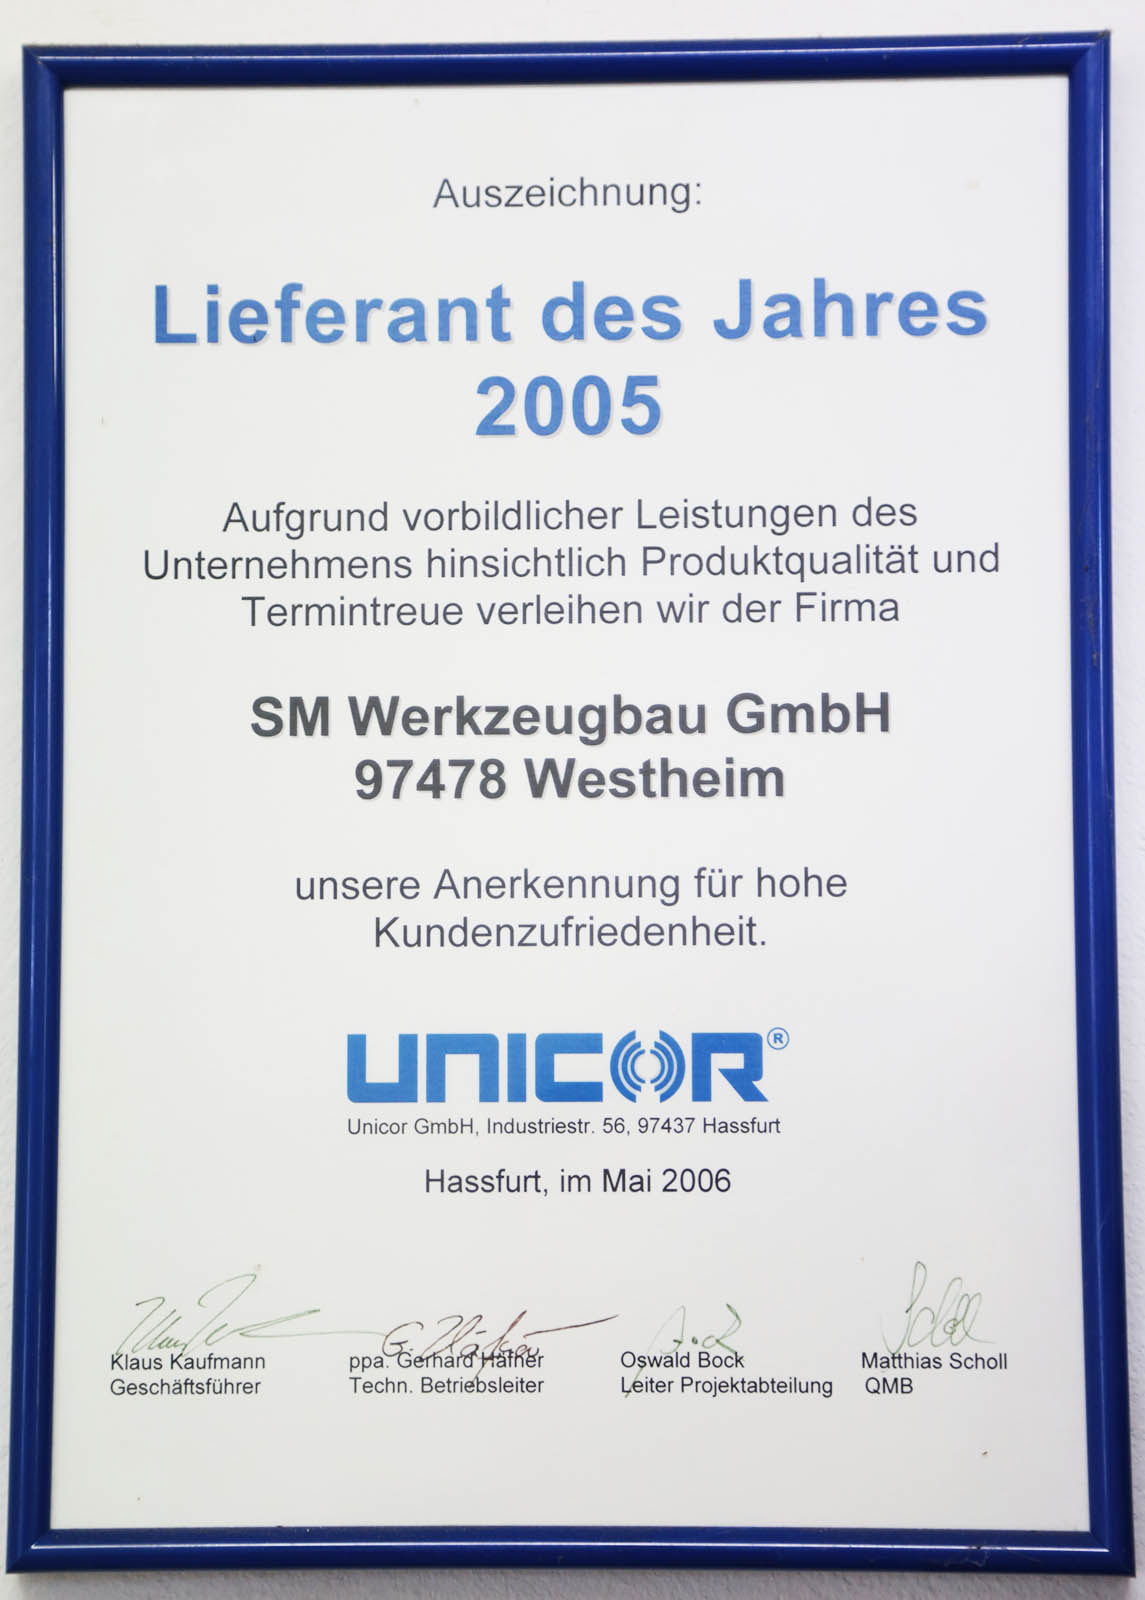 Auszeichnung:
Lieferant des Jahres
2005
Aufgrund vorbildlicher Leistungen des
Unternehmens hinsichtlich Produktqualität und
Termintreue verleihen wir der Firma
SM Werkzeugbau GmbH
97478 Westheim
unsere Anerkennung für hohe
Kundenzufriedenheit.
UNICOR®
Unicor GmbH, Industriestr. 56, 97437 Hassfurt
Hassfurt, im Mai 2006
Klaus Kaufmann ppa. Gerhard Häfner Oswald Bock Matthias Scholl
Geschäftsführer Techn. Betriebsleiter Leiter Projektabteilung QMB